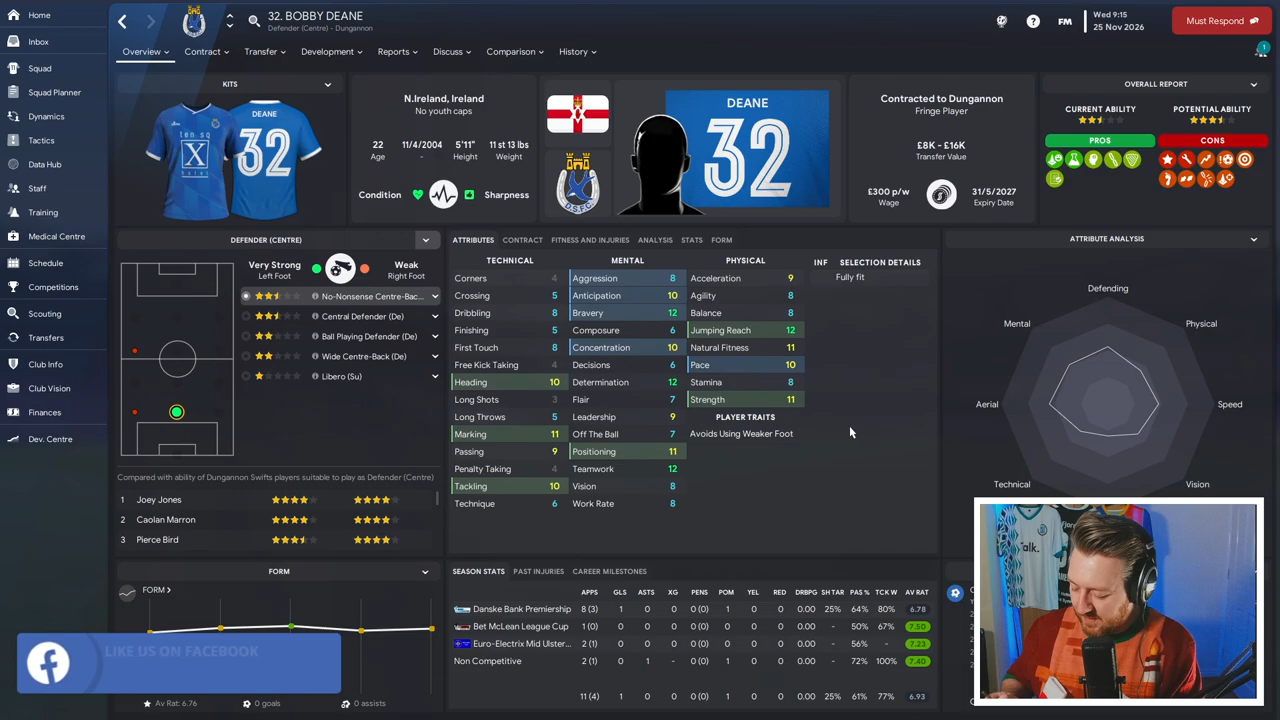 Home
Inbox
Squad
Squad Planner
Dynamics
Tactics
Data Hub
Staff
Training
Medical Centre
Schedule
Competitions
Scouting
Transfers
Club Info
Club Vision
Finances
Dev. Centre
32. BOBBY DEANE
Defender (Centre) - Dungannon
FM
Wed 9:15
25 Nov 2026
Must Respond
Overview
Contract
Transfer
Development
Reports
Discuss
Comparison
History
1
KITS
DEANE
32
ten sq
X
N.Ireland, Ireland
No youth caps
22
Age
11/4/2004
-
5'11"
Height
11 st 13 lbs
Weight
Condition
Sharpness
D.S.F.C
DEANE
32
Contracted to Dungannon
Fringe Player
£8K - £16K
Transfer Value
£300 p/w
Wage
31/5/2027
Expiry Date
OVERALL REPORT
CURRENT ABILITY
POTENTIAL ABILITY
PROS
CONS
DEFENDER (CENTRE)
Very Strong
Left Foot
Weak
Right Foot
No-Nonsense Centre-Bac...
Central Defender (De)
Ball Playing Defender (De)
Wide Centre-Back (De)
Libero (Su)
Compared with ability of Dungannon Swifts players suitable to play as Defender (Centre)
1 Joey Jones
2 Caolan Marron
3 Pierce Bird
ATTRIBUTES
CONTRACT
FITNESS AND INJURIES
ANALYSIS
STATS
FORM
TECHNICAL
Corners 4
Crossing 5
Dribbling 8
Finishing 5
First Touch 8
Free Kick Taking 4
Heading 10
Long Shots 3
Long Throws 5
Marking 11
Passing 9
Penalty Taking 4
Tackling 10
Technique 6
MENTAL
Aggression 8
Anticipation 10
Bravery 12
Composure 6
Concentration 10
Decisions 6
Determination 12
Flair 7
Leadership 9
Off The Ball 7
Positioning 11
Teamwork 12
Vision 8
Work Rate 8
PHYSICAL
Acceleration 9
Agility 8
Balance 8
Jumping Reach 12
Natural Fitness 11
Pace 10
Stamina 8
Strength 11
PLAYER TRAITS
Avoids Using Weaker Foot
INF SELECTION DETAILS
Fully fit
ATTRIBUTE ANALYSIS
Defending
Mental
Physical
Aerial
Speed
Technical
Vision
FORM
FORM
Av Rat: 6.76
0 goals
0 assists
SEASON STATS
PAST INJURIES
CAREER MILESTONES
APPS GLS ASTS XG PENS POM YEL RED DRBPG SH TAR PAS % TCK W AV RAT
Danske Bank Premiership 8 (3) 1 0 0 0 (0) 1 0 0 0.00 25% 64% 80% 6.78
Bet McLean League Cup 1 (0) 0 0 0 0 (0) 0 0 0 0.00 - 50% 67% 7.50
Euro-Electrix Mid Ulster... 2 (1) 0 0 0 0 (0) 0 0 0 0.00 - 56% - 7.23
Non Competitive 2 (1) 0 1 - 0 (0) 1 0 0 0.00 - 72% 100% 7.40
11 (4) 1 0 0 0 (0) 1 0 0 0.00 25% 61% 77% 6.93
LIKE US ON FACEBOOK
Talk.